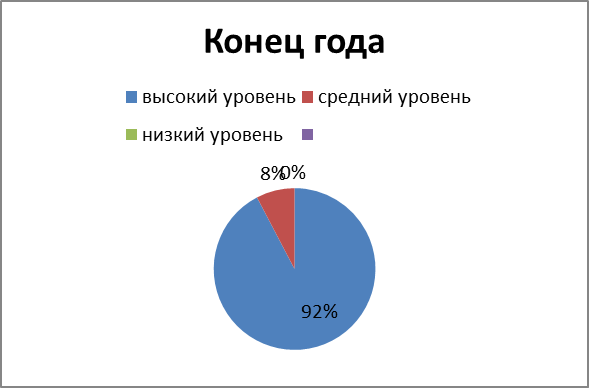 Конец года
высокий уровень средний уровень
низкий уровень
8% 0%
92%